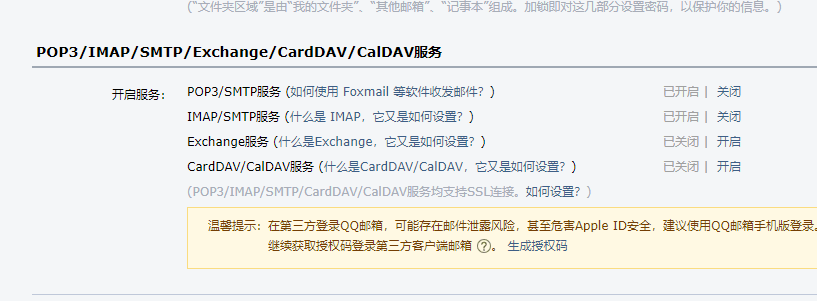 (“文件夹区域”是由“我的文件夹”、“其他邮箱”、“记事本”组成。加锁即对这几部分设置密码，以保护你的信息。)
POP3/IMAP/SMTP/Exchange/CardDAV/CalDAV服务
开启服务： POP3/SMTP服务 (如何使用 Foxmail 等软件收发邮件？) 已开启 | 关闭
IMAP/SMTP服务 (什么是 IMAP，它又是如何设置？) 已开启 | 关闭
Exchange服务 (什么是Exchange，它又是如何设置？) 已关闭 | 开启
CardDAV/CalDAV服务 (什么是CardDAV/CalDAV，它又是如何设置？) 已关闭 | 开启
(POP3/IMAP/SMTP/CardDAV/CalDAV服务均支持SSL连接。如何设置？)
温馨提示：在第三方登录QQ邮箱，可能存在邮件泄露风险，甚至危害Apple ID安全，建议使用QQ邮箱手机版登录。
继续获取授权码登录第三方客户端邮箱 ?。 生成授权码